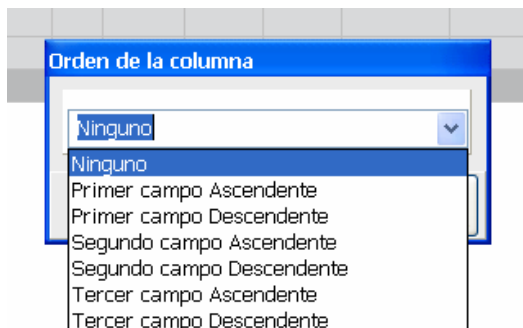 Orden de la columna
Ninguno
Ninguno
Primer campo Ascendente
Primer campo Descendente
Segundo campo Ascendente
Segundo campo Descendente
Tercer campo Ascendente
Tercer campo Descendente